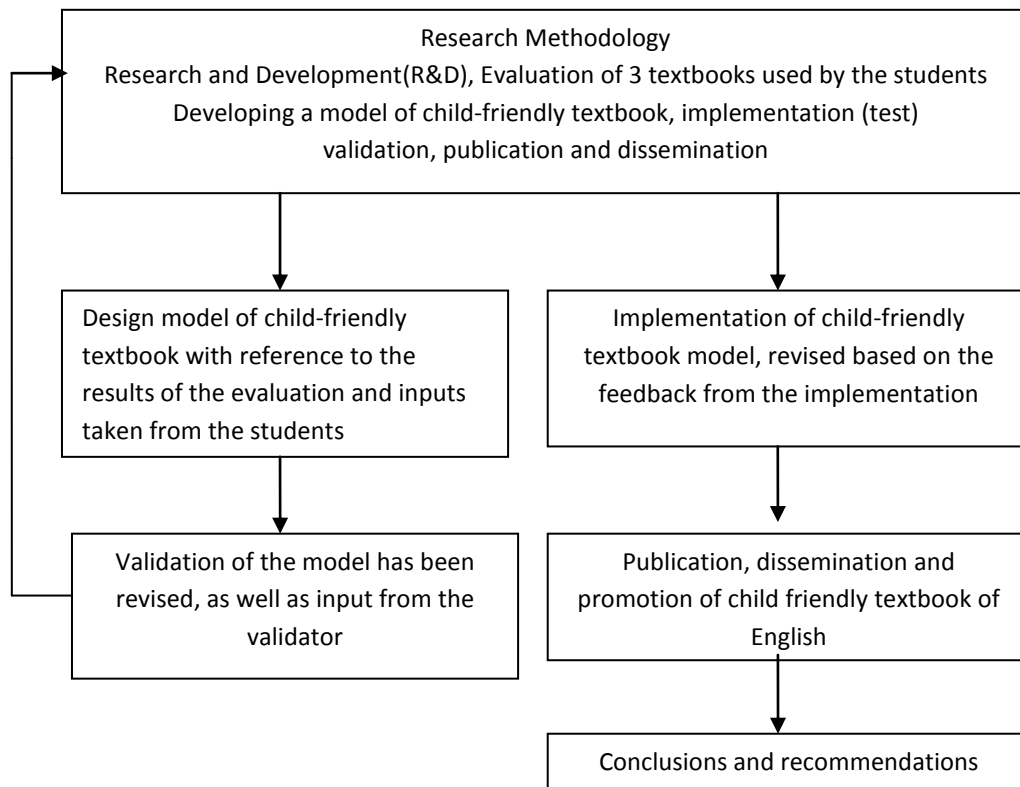 Research Methodology
Research and Development(R&D), Evaluation of 3 textbooks used by the students
Developing a model of child-friendly textbook, implementation (test)
validation, publication and dissemination
Design model of child-friendly
textbook with reference to the
results of the evaluation and inputs
taken from the students
Implementation of child-friendly
textbook model, revised based on the
feedback from the implementation
Validation of the model has been
revised, as well as input from the
validator
Publication, dissemination and
promotion of child friendly textbook of
English
Conclusions and recommendations